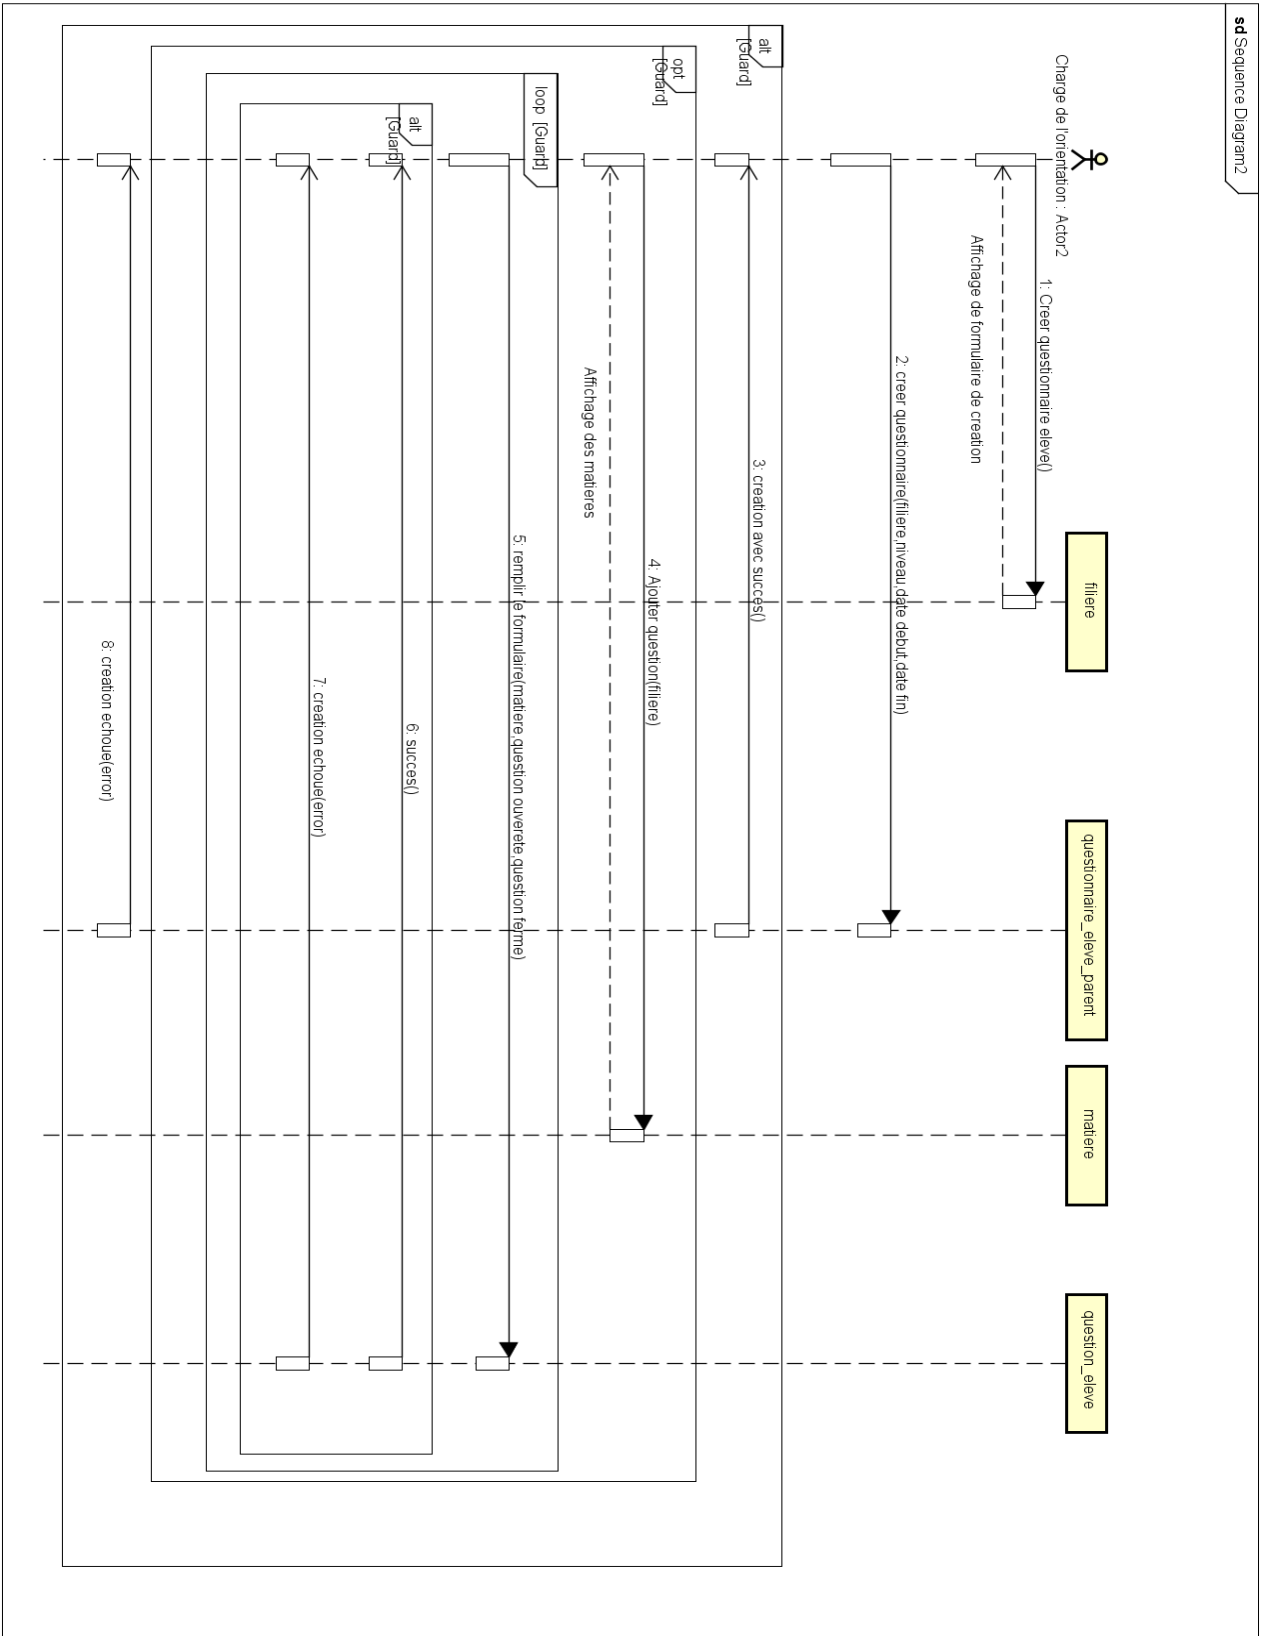 sd Sequence Diagram2
Charge de l'orientation : Actor2
filiere
questionnaire_eleve_parent
matiere
question_eleve
1: Creer questionnaire eleve()
Affichage de formulaire de creation
2: creer questionnaire(filiere,niveau,date debut,date fin)
alt
[Guard]
3: creation avec succes()
opt
[Guard]
4: Ajouter question(filiere)
Affichage des matieres
loop [Guard]
5: remplir le formulaire(matiere,question ouverete,question ferme)
alt
[Guard]
6: succes()
7: creation echoue(error)
8: creation echoue(error)